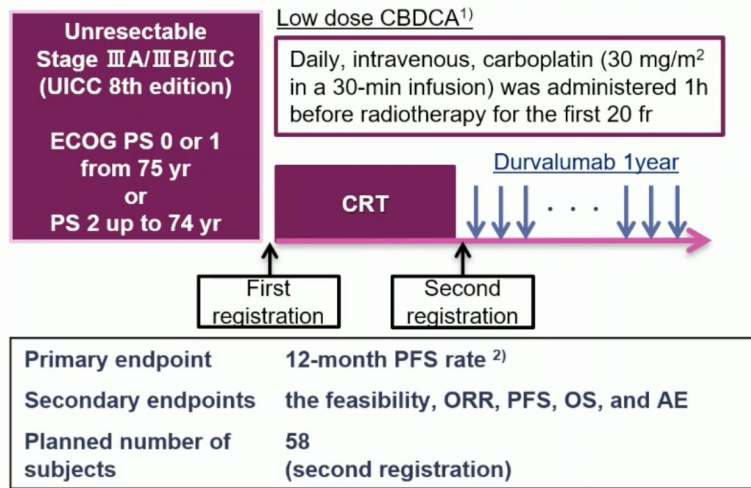 Unresectable
Stage ⅢA/ⅢB/ⅢC
(UICC 8th edition)
ECOG PS 0 or 1
from 75 yr
or
PS 2 up to 74 yr
Low dose CBDCA¹⁾
Daily, intravenous, carboplatin (30 mg/m²
in a 30-min infusion) was administered 1h
before radiotherapy for the first 20 fr
Durvalumab 1year
CRT
. . .
First
registration
Second
registration
Primary endpoint 12-month PFS rate ²⁾
Secondary endpoints the feasibility, ORR, PFS, OS, and AE
Planned number of 58
subjects (second registration)